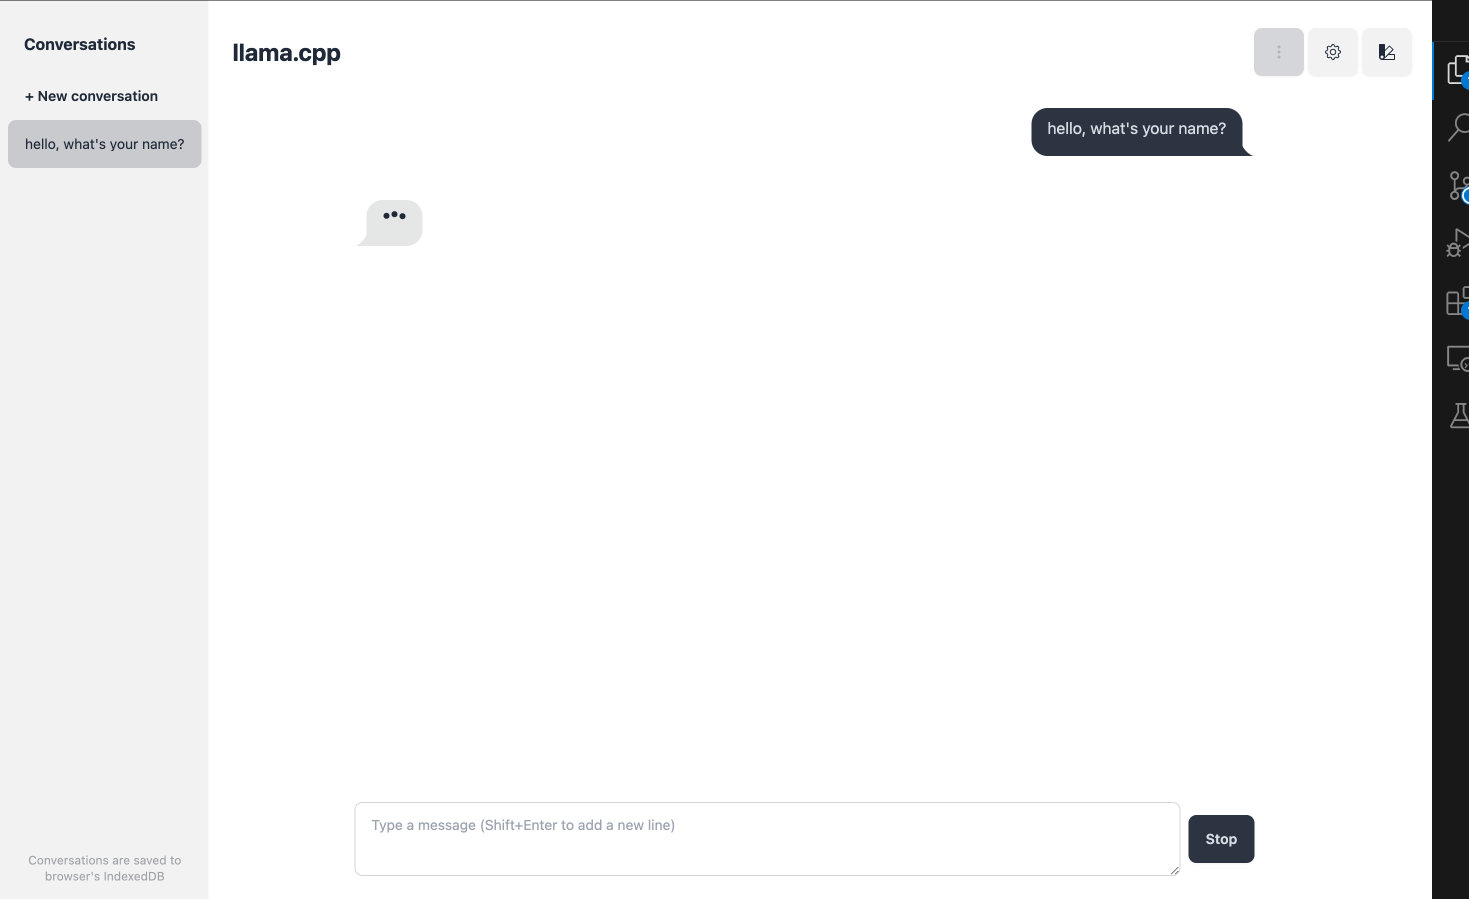 Conversations
+ New conversation
hello, what's your name?
Conversations are saved to
browser's IndexedDB
llama.cpp
hello, what's your name?
Type a message (Shift+Enter to add a new line)
Stop